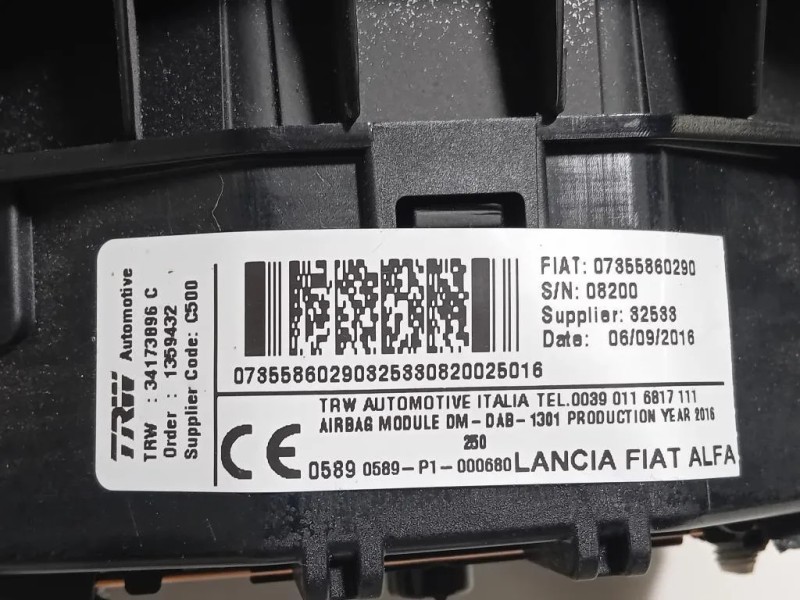 TRW Automotive
TRW : 34173896 C
Order : 1359432
Supplier Code: C500
FIAT: 07355860290
S/N: 08200
Supplier: 32533
Date: 06/09/2016
07355860290325330820025016
TRW AUTOMOTIVE ITALIA TEL.0039 011 6817 111
AIRBAG MODULE DM-DAB-1301 PRODUCTION YEAR 2016
250
CE 0589 0589-P1-000680 LANCIA FIAT ALFA